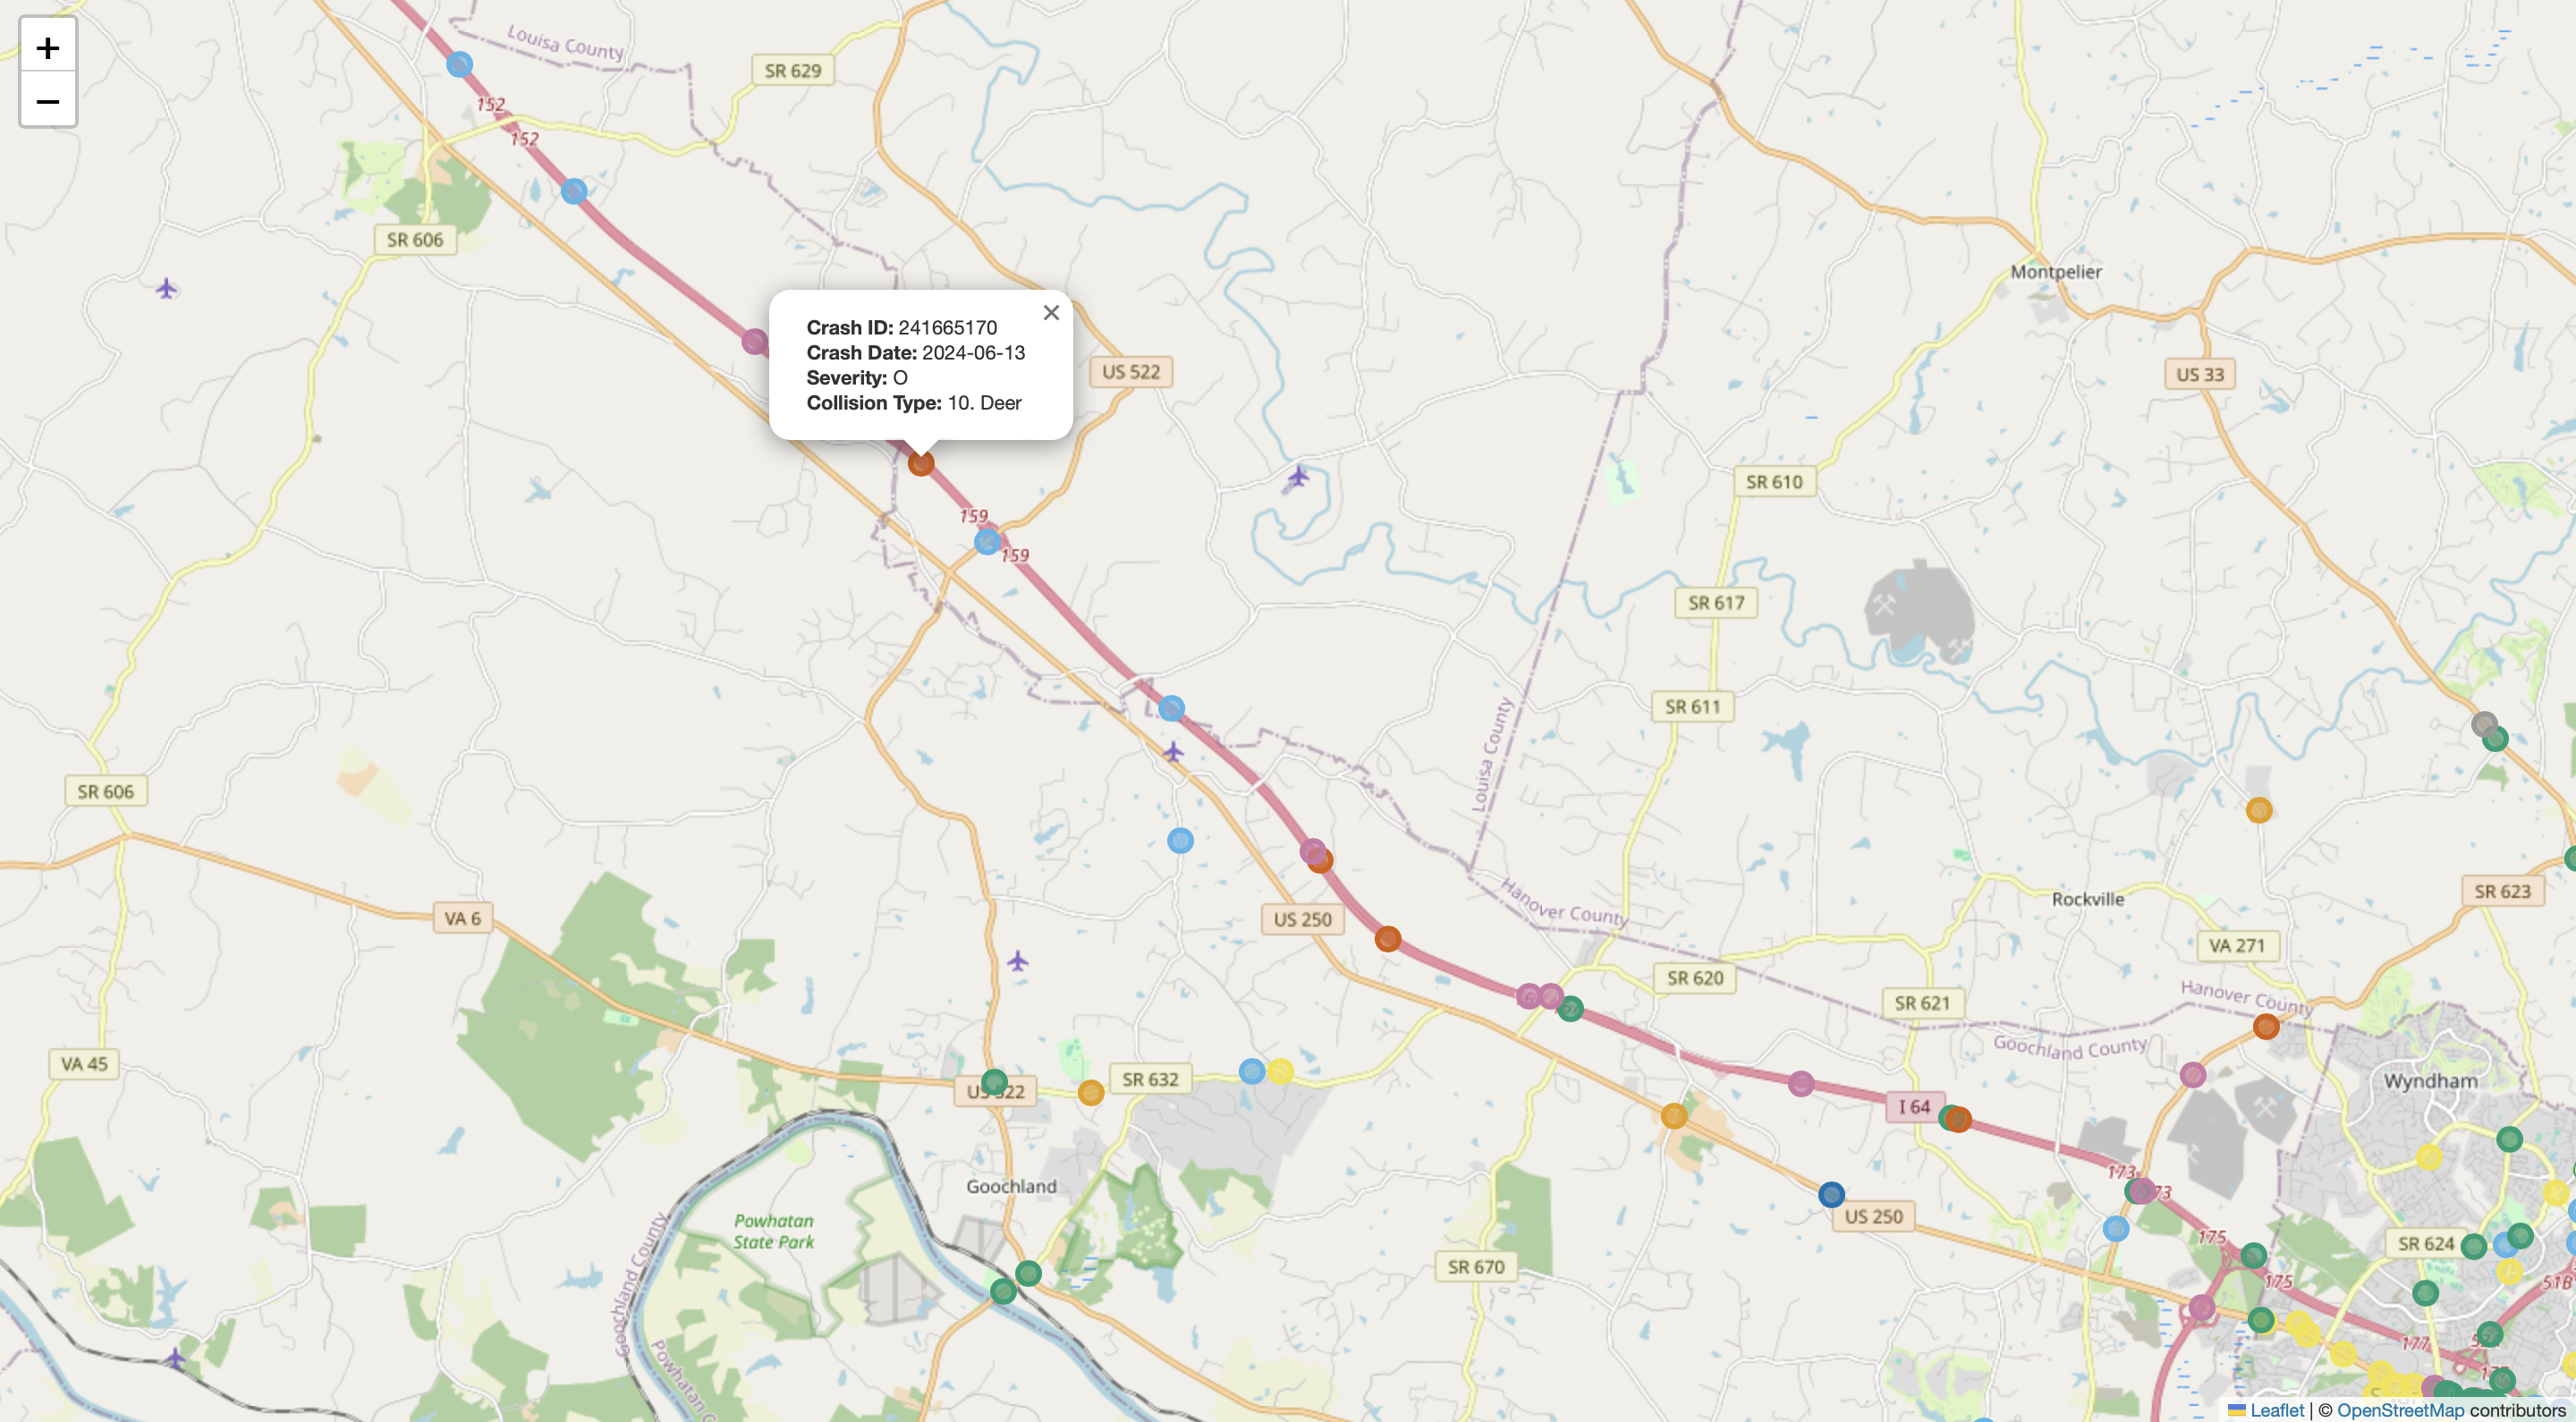 +
−
Louisa County
SR 629
152
152
SR 606
Montpelier
Crash ID: 241665170
Crash Date: 2024-06-13
Severity: O
Collision Type: 10. Deer
×
US 522
US 33
SR 610
159
159
SR 617
SR 611
Louisa County
SR 606
SR 623
Rockville
Hanover County
US 250
VA 6
VA 271
SR 620
SR 621
Hanover County
Goochland County
VA 45
SR 632
US 522
Wyndham
I 64
173
Goochland
US 250
Powhatan
State Park
175
SR 624
SR 670
175
51B
Goochland County
177
Powhatan C
Leaflet | © OpenStreetMap contributors